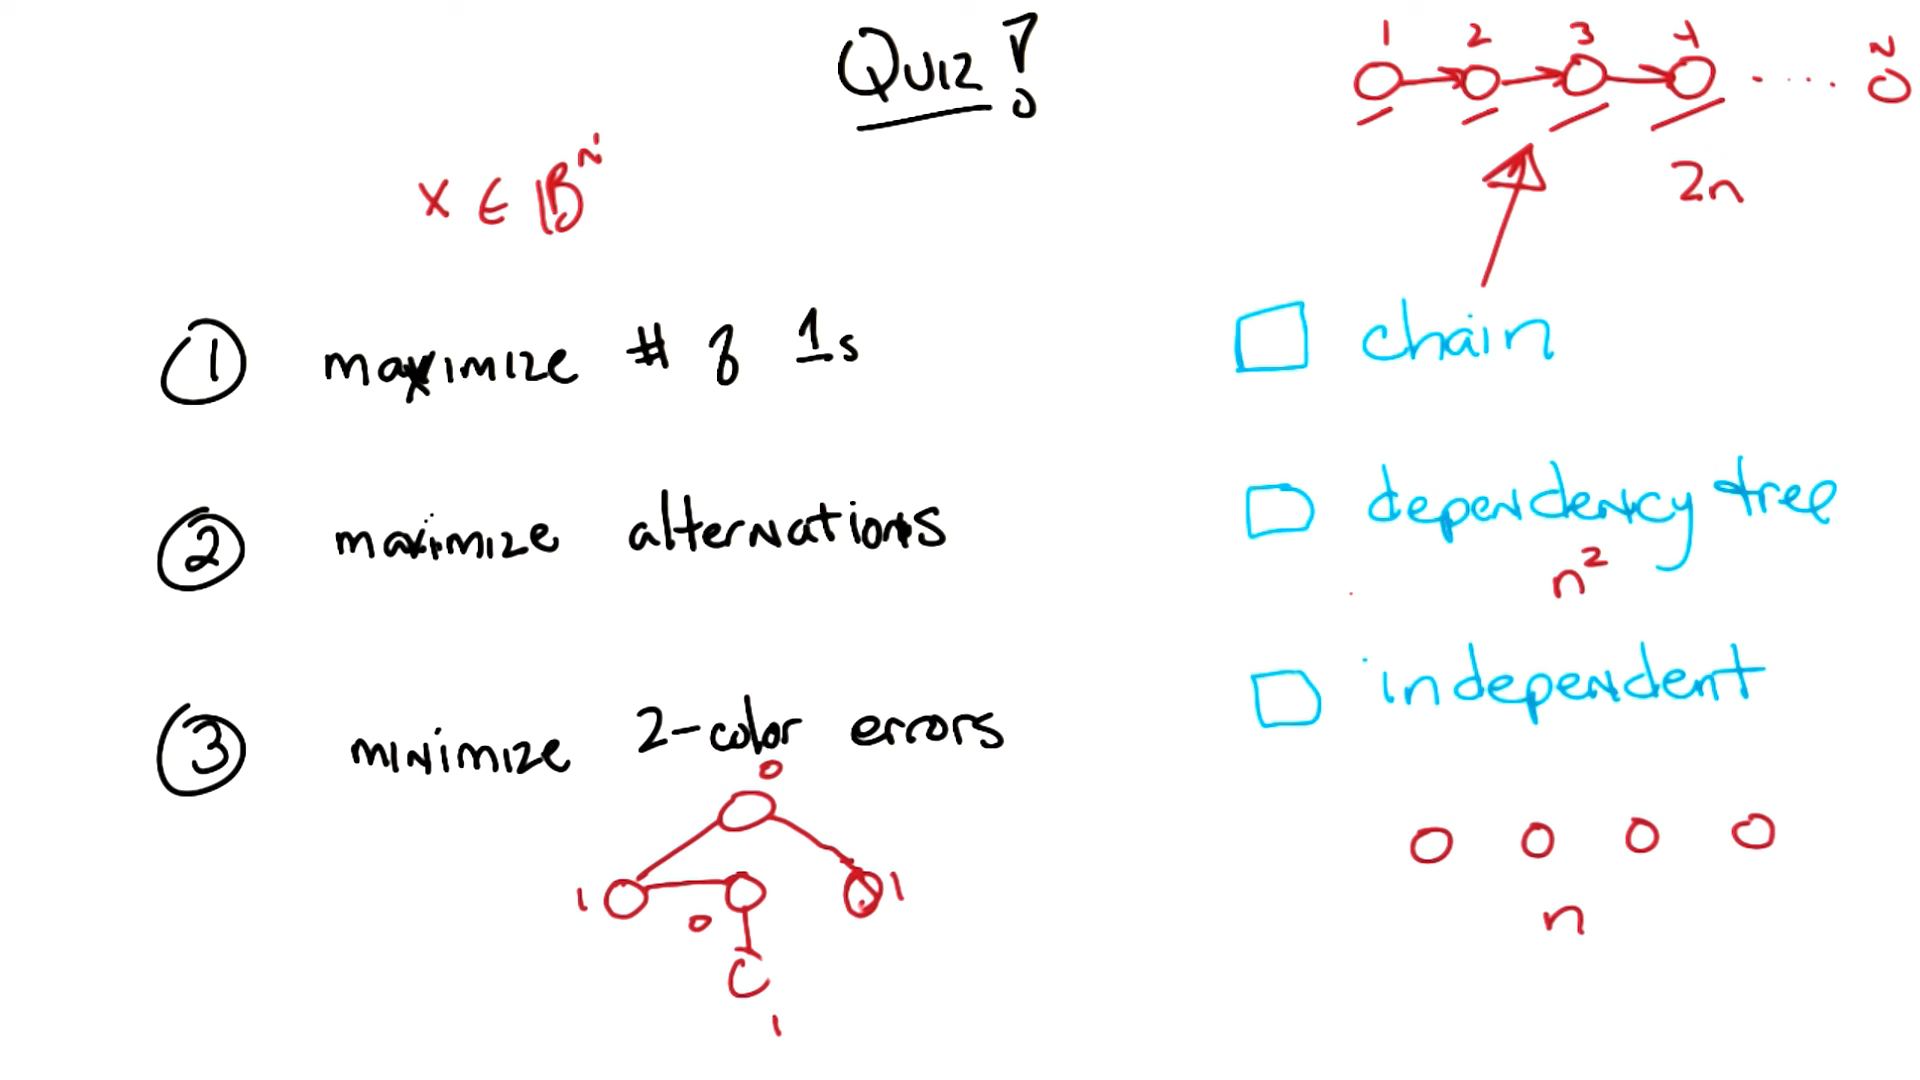 Quiz?
1 2 3 4 ..... N
2n
x ∈ B^N
① maximize # of 1s
② maximize alternations
③ minimize 2-color errors
0
1
0
1
C
1
□ chain
□ dependency tree
n²
□ independent
n